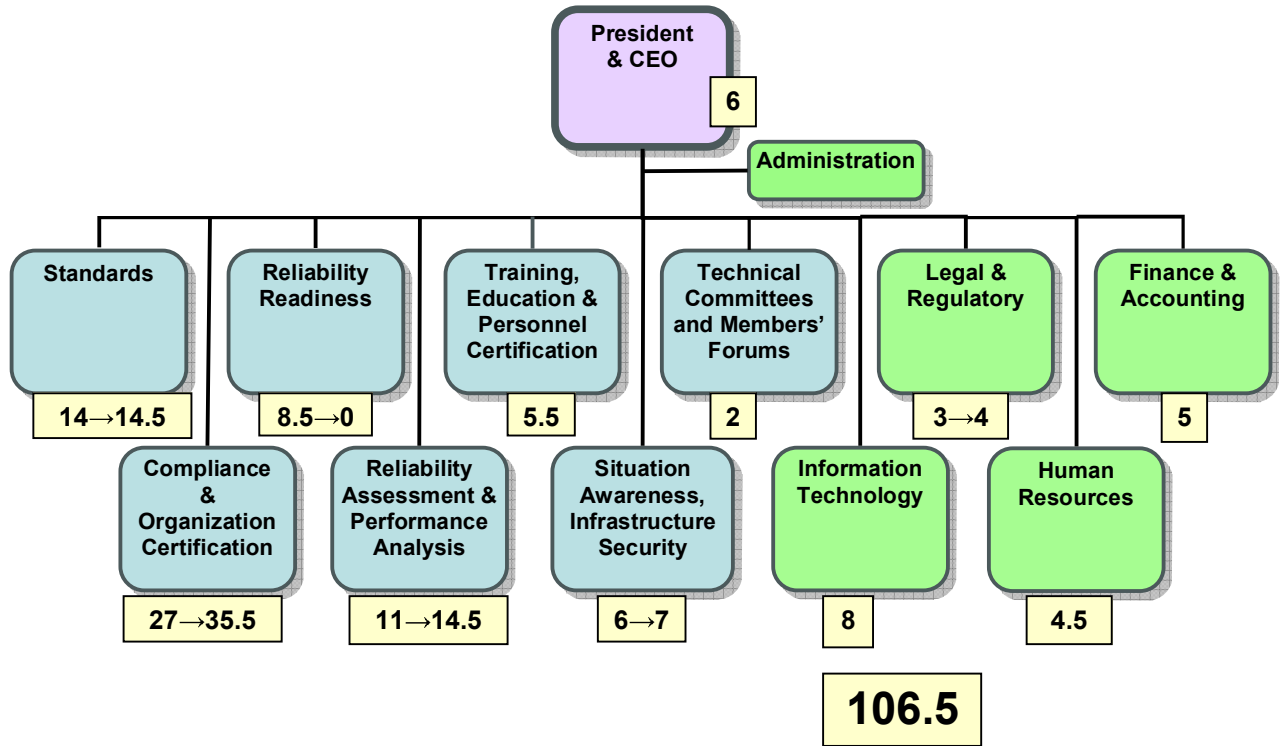 President
& CEO
6
Administration
Standards
14→14.5
Reliability
Readiness
8.5→0
Training,
Education &
Personnel
Certification
5.5
Technical
Committees
and Members’
Forums
2
Legal &
Regulatory
3→4
Finance &
Accounting
5
Compliance
&
Organization
Certification
27→35.5
Reliability
Assessment &
Performance
Analysis
11→14.5
Situation
Awareness,
Infrastructure
Security
6→7
Information
Technology
8
Human
Resources
4.5
106.5